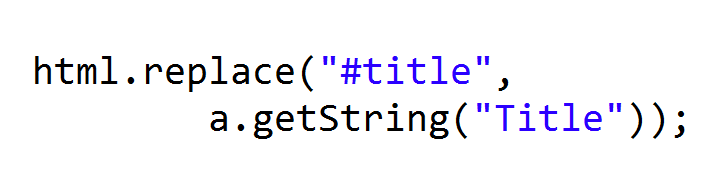 html.replace("#title",
a.getString("Title"));